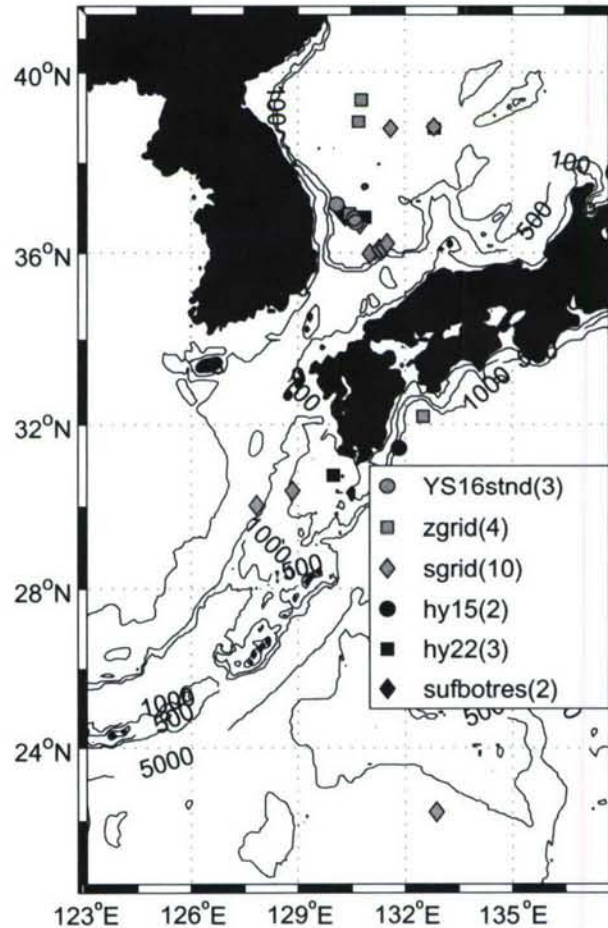 40°N
100
100
500
36°N
500
1000
32°N
YS16stnd(3)
zgrid(4)
sgrid(10)
hy15(2)
hy22(3)
sufbotres(2)
1000
500
28°N
1000
500
500
5000
24°N
123°E
126°E
129°E
132°E
135°E